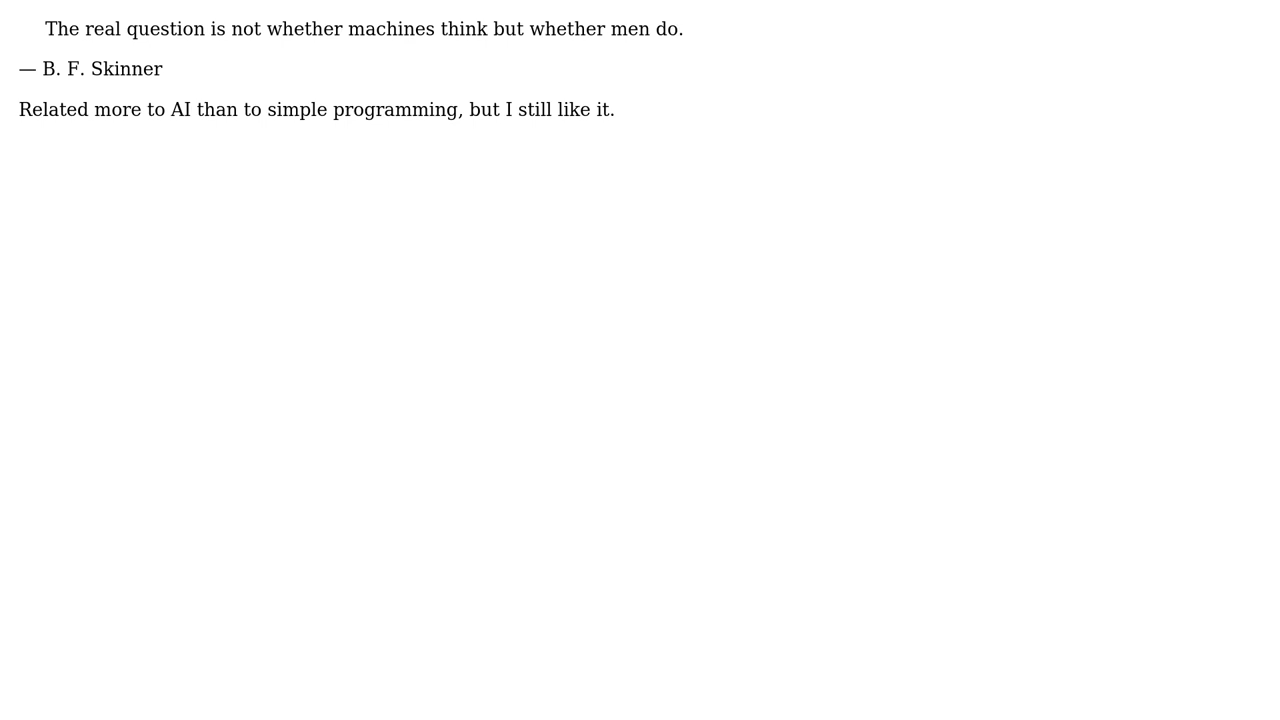 The real question is not whether machines think but whether men do.
— B. F. Skinner
Related more to AI than to simple programming, but I still like it.